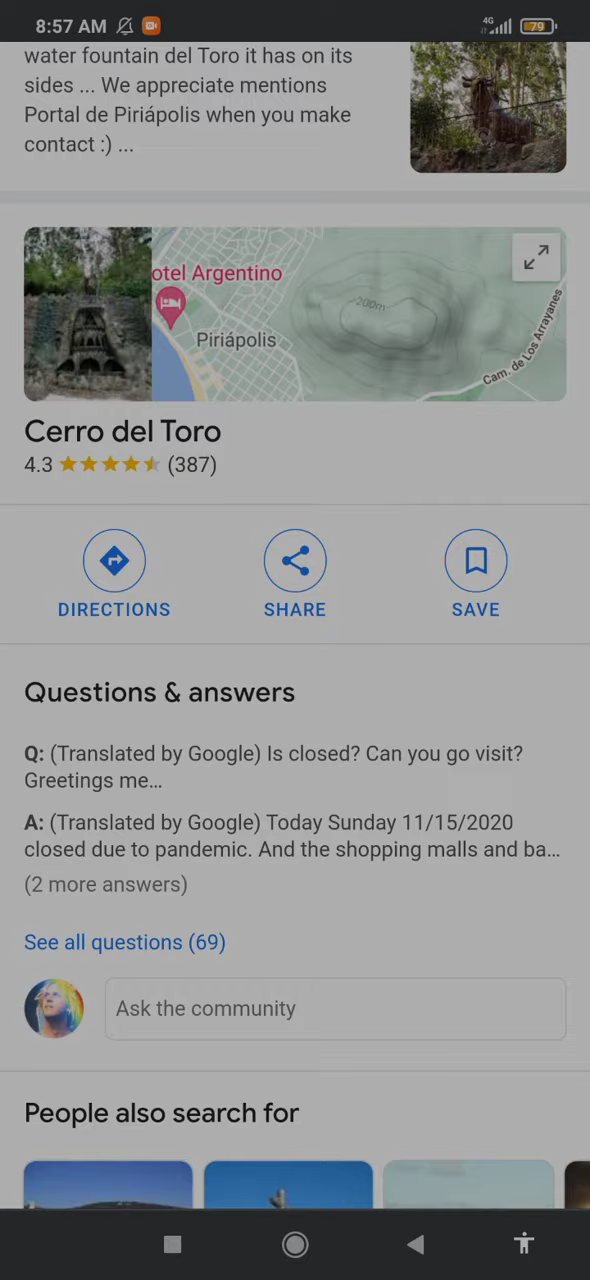 8:57 AM
4G
79
water fountain del Toro it has on its
sides ... We appreciate mentions
Portal de Piriápolis when you make
contact :) ...
otel Argentino
200m
Piriápolis
Cam. de Los Arrayanes
Cerro del Toro
4.3 (387)
DIRECTIONS
SHARE
SAVE
Questions & answers
Q: (Translated by Google) Is closed? Can you go visit?
Greetings me...
A: (Translated by Google) Today Sunday 11/15/2020
closed due to pandemic. And the shopping malls and ba...
(2 more answers)
See all questions (69)
Ask the community
People also search for